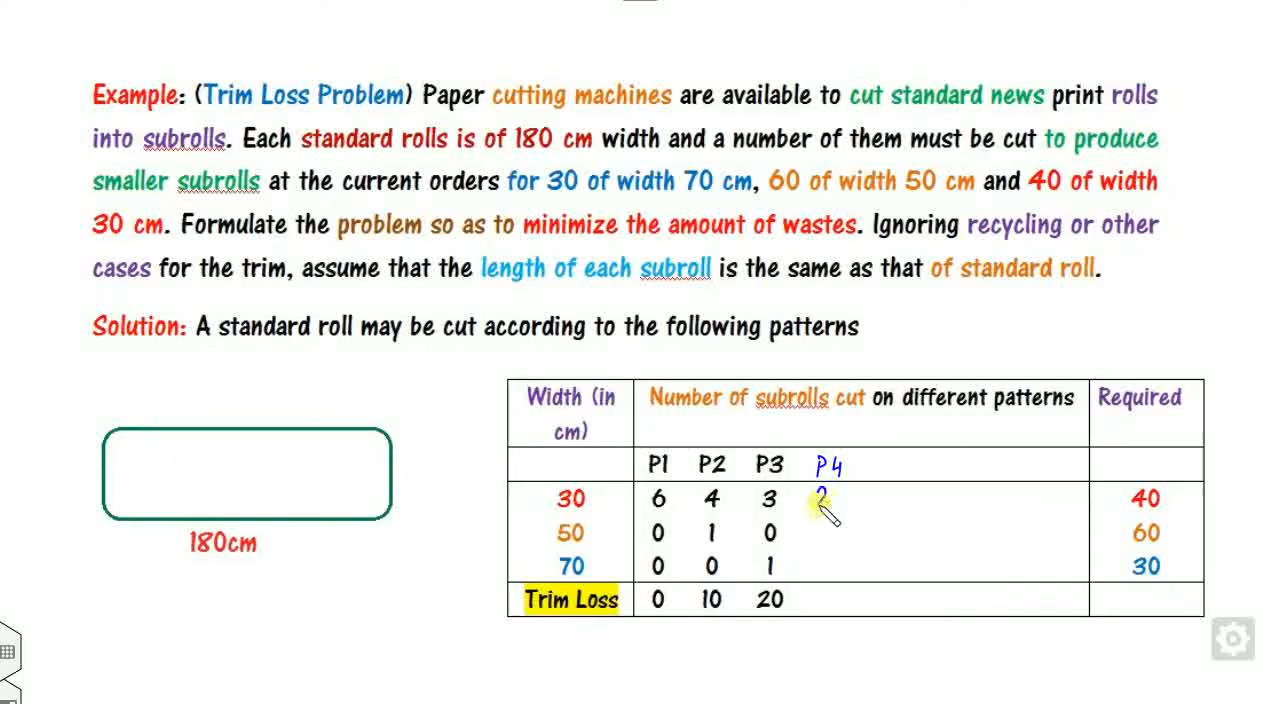 Example: (Trim Loss Problem) Paper cutting machines are available to cut standard news print rolls
into subrolls. Each standard rolls is of 180 cm width and a number of them must be cut to produce
smaller subrolls at the current orders for 30 of width 70 cm, 60 of width 50 cm and 40 of width
30 cm. Formulate the problem so as to minimize the amount of wastes. Ignoring recycling or other
cases for the trim, assume that the length of each subroll is the same as that of standard roll.
Solution: A standard roll may be cut according to the following patterns
180cm
Width (in cm) Number of subrolls cut on different patterns Required
P1 P2 P3 P4
30 6 4 3 40
50 0 1 0 60
70 0 0 1 30
Trim Loss 0 10 20